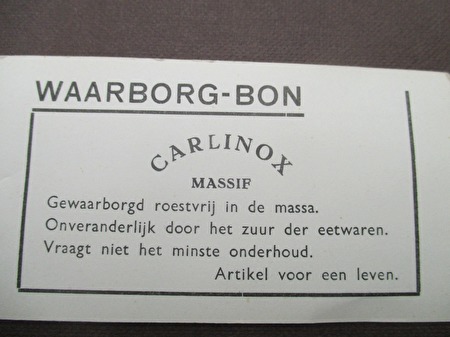 WAARBORG-BON
CARLINOX
MASSIF
Gewaarborgd roestvrij in de massa.
Onveranderlijk door het zuur der eetwaren.
Vraagt niet het minste onderhoud.
Artikel voor een leven.